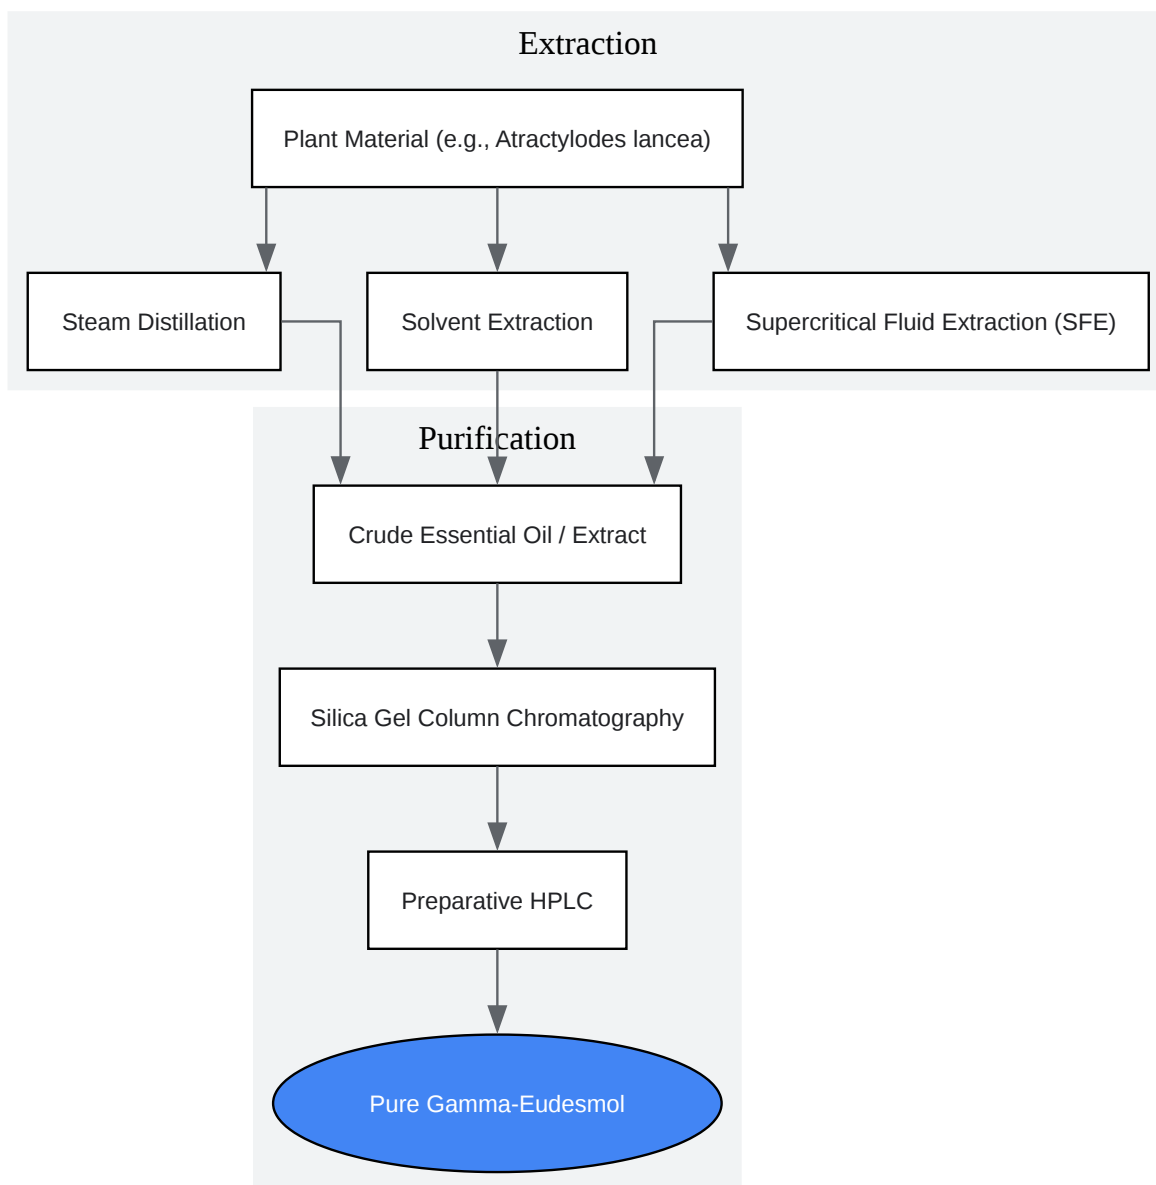 Extraction
Plant Material (e.g., Atractylodes lancea)
Steam Distillation
Solvent Extraction
Supercritical Fluid Extraction (SFE)
Purification
Crude Essential Oil / Extract
Silica Gel Column Chromatography
Preparative HPLC
Pure Gamma-Eudesmol